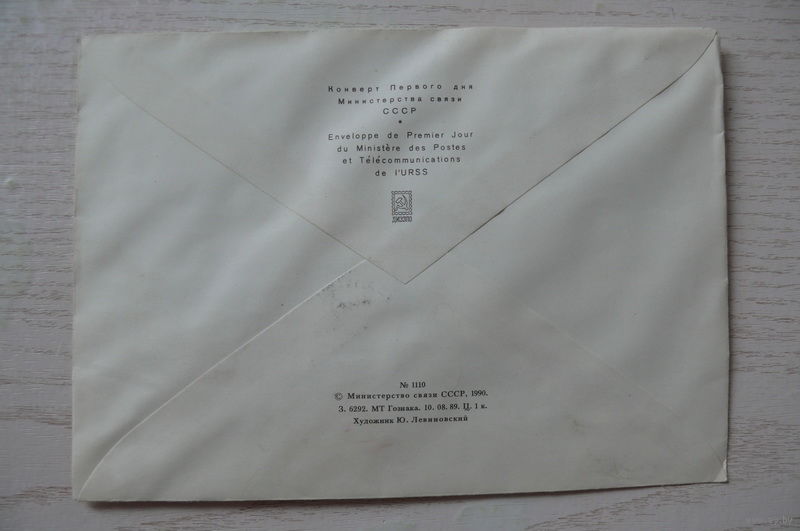 Конверт Первого дня
Министерства связи
СССР
Enveloppe de Premier Jour
du Ministère des Postes
et Télécommunications
de l'URSS
ДИЭЗПО
№ 1110
© Министерство связи СССР, 1990.
З. 6292. МТ Гознака. 10. 08. 89. Ц. 1 к.
Художник Ю. Левиновский